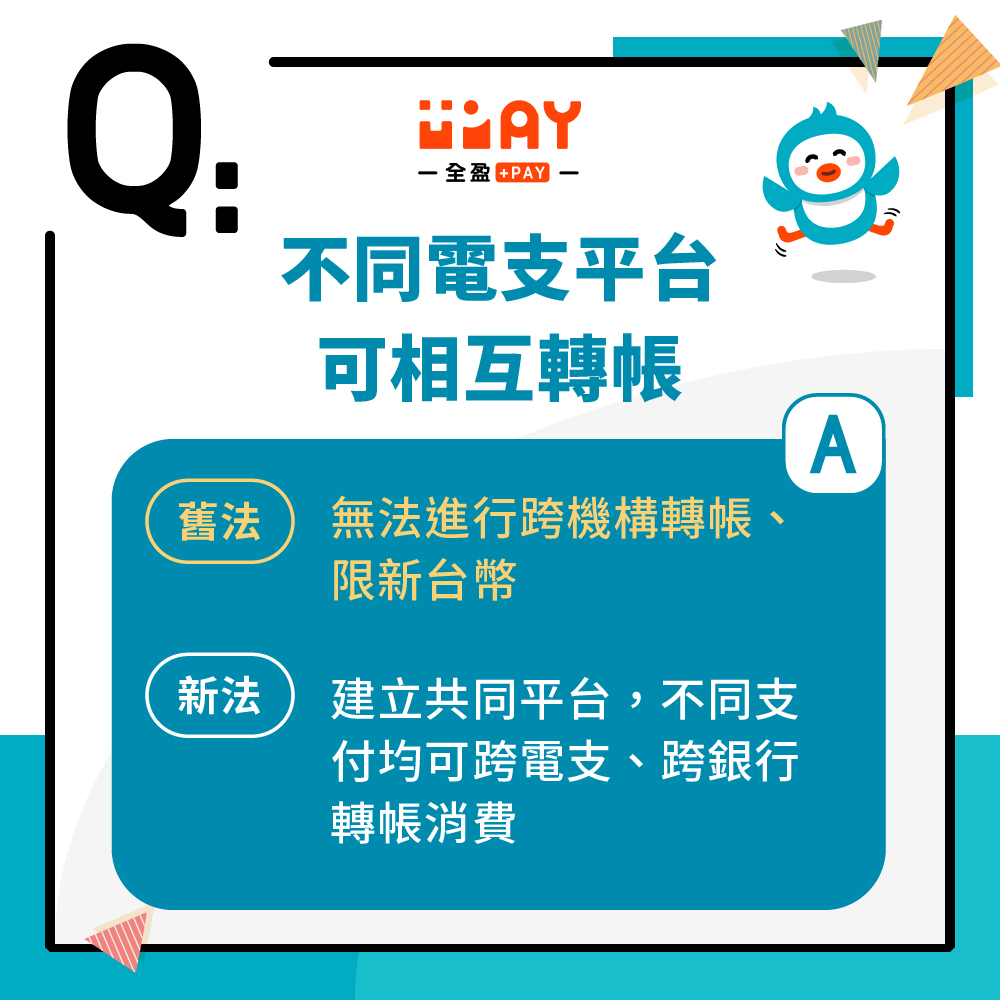 Q:
全盈 +PAY
不同電支平台
可相互轉帳
A
舊法
無法進行跨機構轉帳、
限新台幣
新法
建立共同平台，不同支
付均可跨電支、跨銀行
轉帳消費